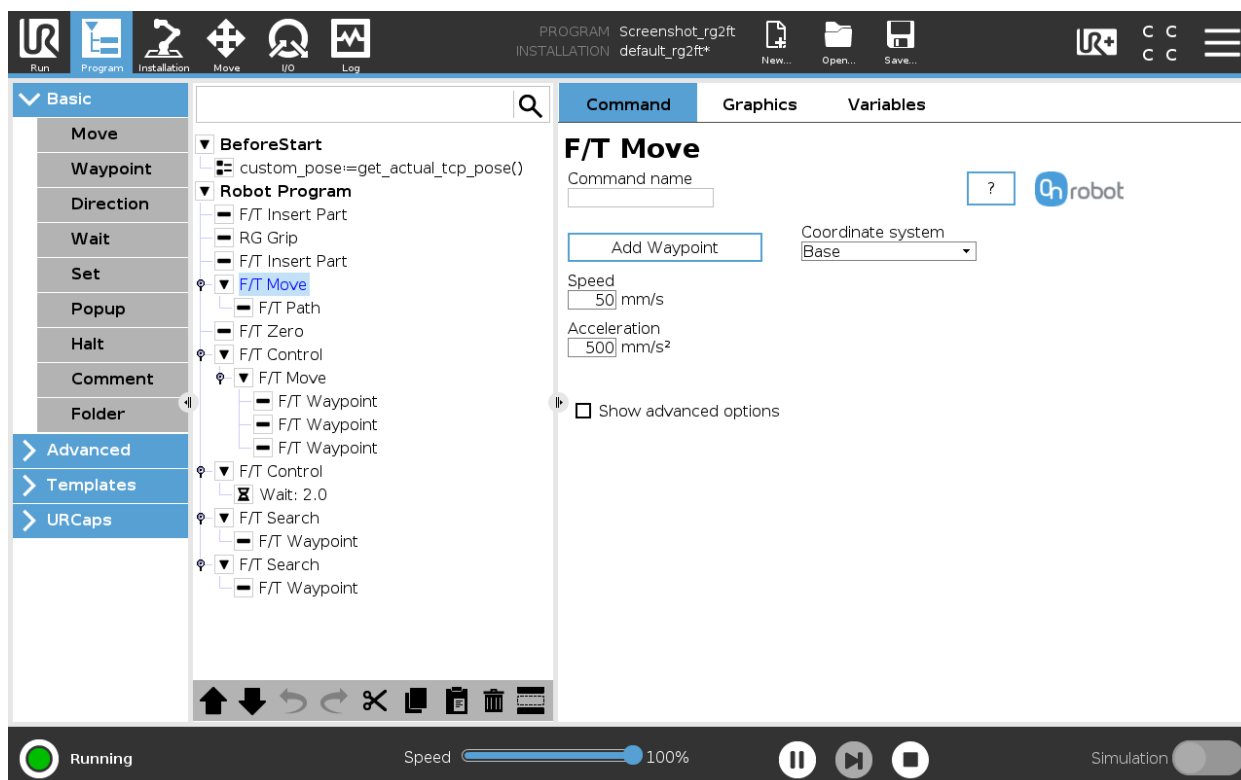 UR
Run
Program
Installation
Move
I/O
Log
PROGRAM Screenshot_rg2ft
INSTALLATION default_rg2ft*
New...
Open...
Save...
UR+
C C
C C
Basic
Move
Waypoint
Direction
Wait
Set
Popup
Halt
Comment
Folder
Advanced
Templates
URCaps
BeforeStart
custom_pose:=get_actual_tcp_pose()
Robot Program
F/T Insert Part
RG Grip
F/T Insert Part
F/T Move
F/T Path
F/T Zero
F/T Control
F/T Move
F/T Waypoint
F/T Waypoint
F/T Waypoint
F/T Control
Wait: 2.0
F/T Search
F/T Waypoint
F/T Search
F/T Waypoint
Command Graphics Variables
F/T Move
Command name
?
On robot
Add Waypoint
Coordinate system
Base
Speed
50 mm/s
Acceleration
500 mm/s²
Show advanced options
Running
Speed 100%
Simulation